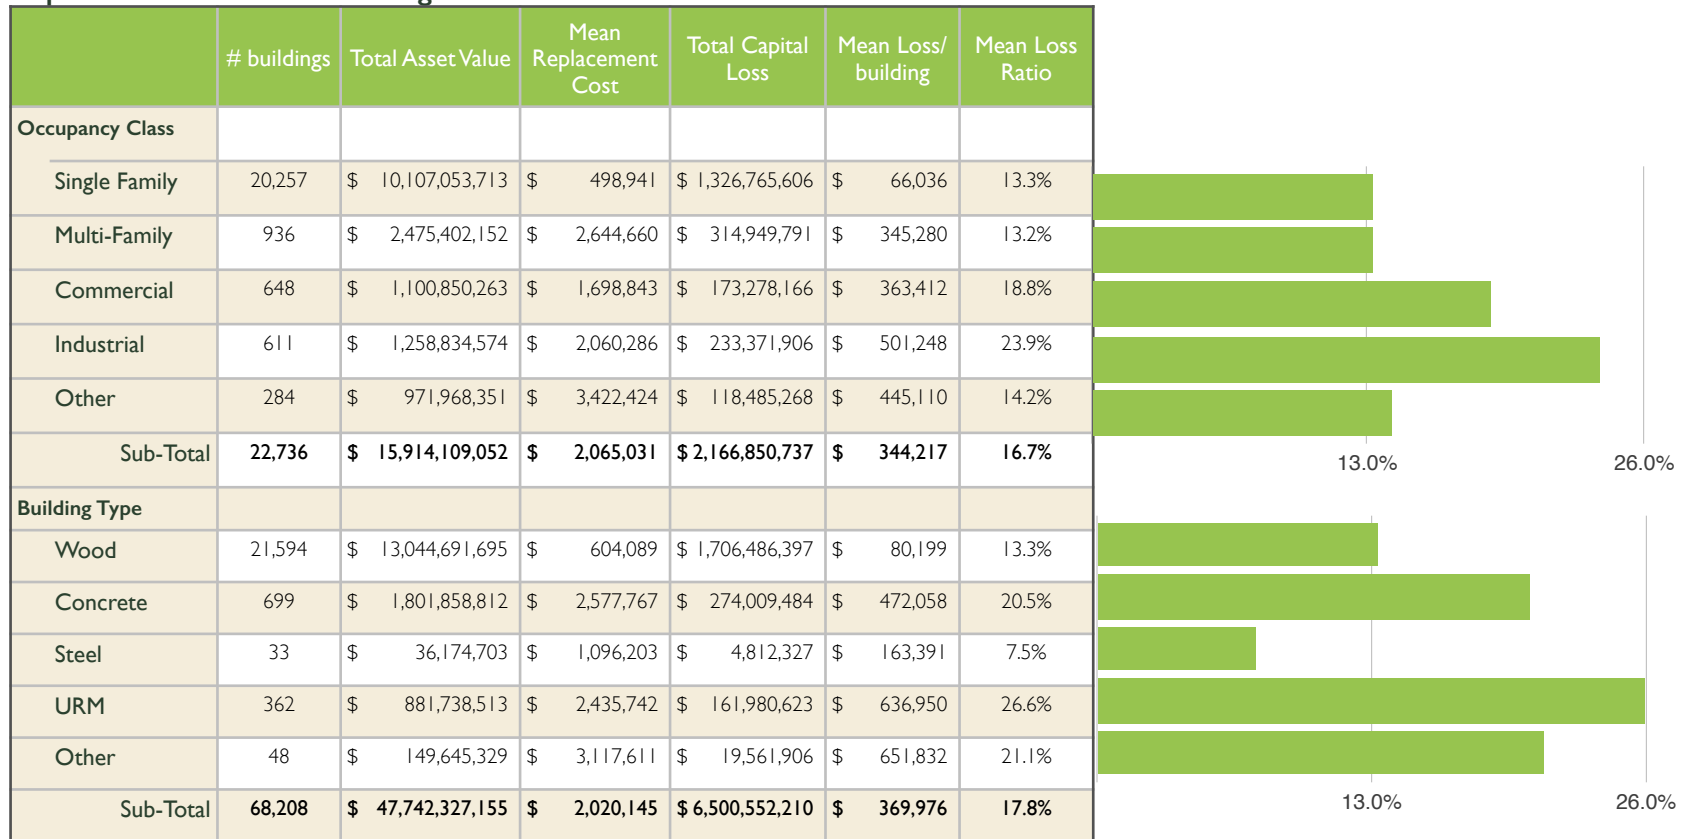 # buildings Total Asset Value Mean Replacement Cost Total Capital Loss Mean Loss/ building Mean Loss Ratio
Occupancy Class
Single Family 20,257 $ 10,107,053,713 $ 498,941 $ 1,326,765,606 $ 66,036 13.3%
Multi-Family 936 $ 2,475,402,152 $ 2,644,660 $ 314,949,791 $ 345,280 13.2%
Commercial 648 $ 1,100,850,263 $ 1,698,843 $ 173,278,166 $ 363,412 18.8%
Industrial 611 $ 1,258,834,574 $ 2,060,286 $ 233,371,906 $ 501,248 23.9%
Other 284 $ 971,968,351 $ 3,422,424 $ 118,485,268 $ 445,110 14.2%
Sub-Total 22,736 $ 15,914,109,052 $ 2,065,031 $ 2,166,850,737 $ 344,217 16.7%
13.0% 26.0%
Building Type
Wood 21,594 $ 13,044,691,695 $ 604,089 $ 1,706,486,397 $ 80,199 13.3%
Concrete 699 $ 1,801,858,812 $ 2,577,767 $ 274,009,484 $ 472,058 20.5%
Steel 33 $ 36,174,703 $ 1,096,203 $ 4,812,327 $ 163,391 7.5%
URM 362 $ 881,738,513 $ 2,435,742 $ 161,980,623 $ 636,950 26.6%
Other 48 $ 149,645,329 $ 3,117,611 $ 19,561,906 $ 651,832 21.1%
Sub-Total 68,208 $ 47,742,327,155 $ 2,020,145 $ 6,500,552,210 $ 369,976 17.8%
13.0% 26.0%